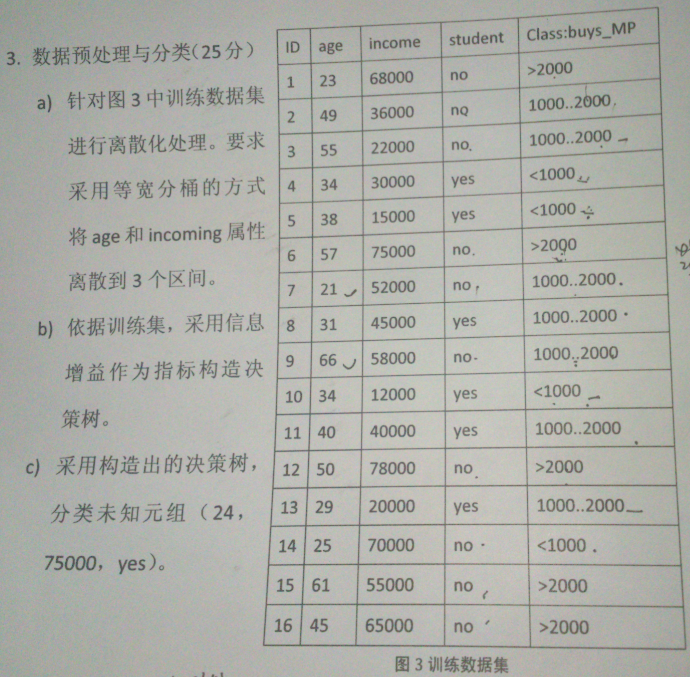 3. 数据预处理与分类(25分)
a) 针对图3中训练数据集
进行离散化处理。要求
采用等宽分桶的方式
将age和incoming属性
离散到3个区间。
b) 依据训练集，采用信息
增益作为指标构造决
策树。
c) 采用构造出的决策树，
分类未知元组（24，
75000，yes）。
ID age income student Class:buys_MP
1 23 68000 no >2000
2 49 36000 no 1000..2000
3 55 22000 no 1000..2000
4 34 30000 yes <1000
5 38 15000 yes <1000
6 57 75000 no >2000
7 21 52000 no 1000..2000
8 31 45000 yes 1000..2000
9 66 58000 no 1000..2000
10 34 12000 yes <1000
11 40 40000 yes 1000..2000
12 50 78000 no >2000
13 29 20000 yes 1000..2000
14 25 70000 no <1000
15 61 55000 no >2000
16 45 65000 no >2000
图3 训练数据集